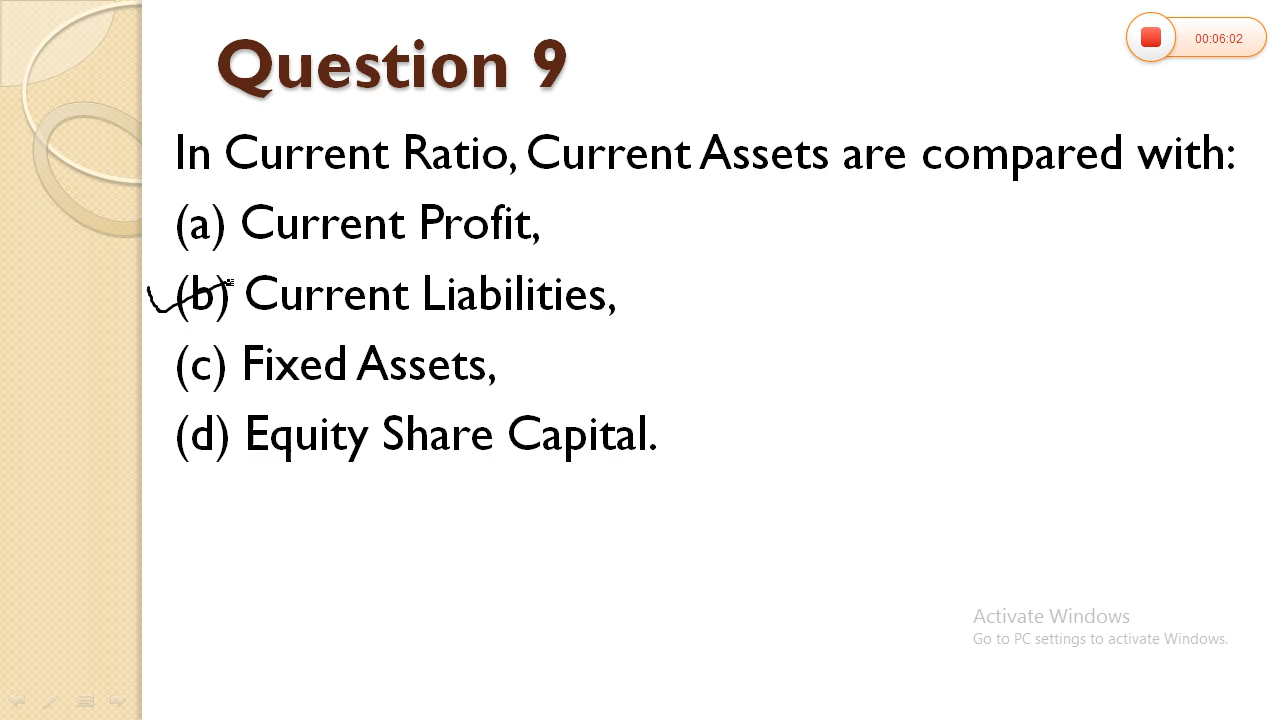 Question 9
00:06:02
In Current Ratio, Current Assets are compared with:
(a) Current Profit,
(b) Current Liabilities,
(c) Fixed Assets,
(d) Equity Share Capital.
Activate Windows
Go to PC settings to activate Windows.